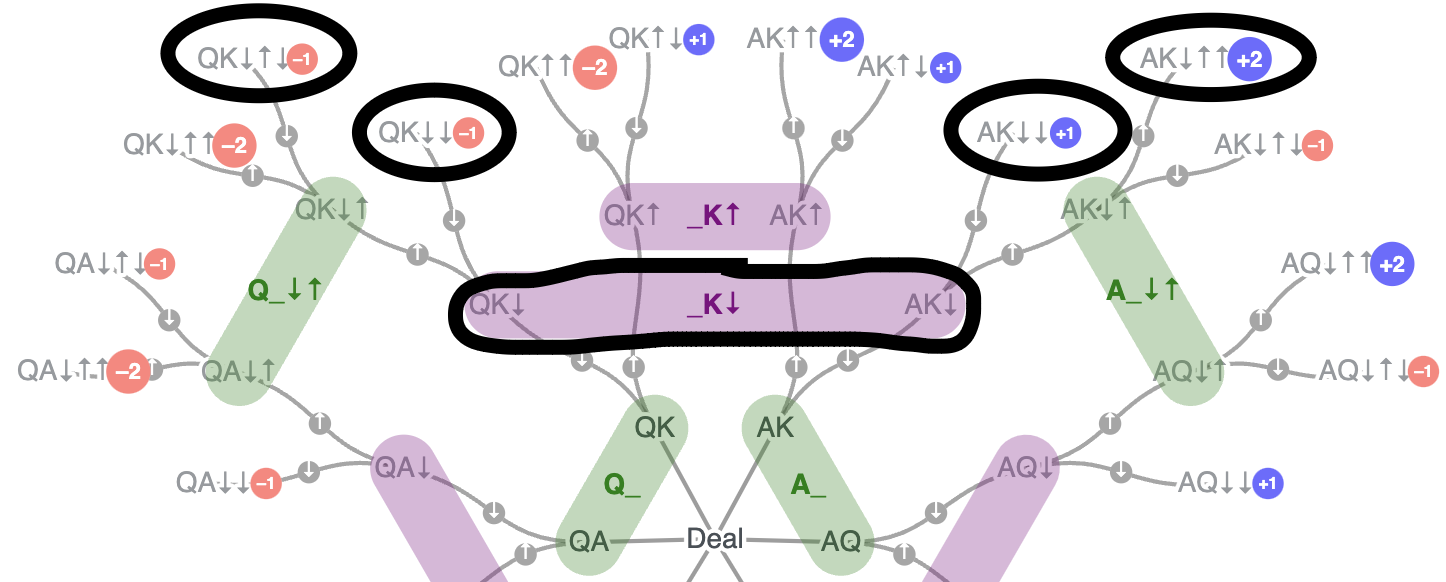 QK↓↑↓ −1
QK↑↑ −2
QK↑↓ +1
AK↑↑ +2
AK↑↓ +1
AK↓↑↑ +2
QK↓↑↑ −2
QK↓↓ −1
AK↓↓ +1
AK↓↑↓ −1
QK↓↑
QK↑ _K↑ AK↑
AK↓↑
QA↓↑↓ −1
Q_↓↑
QK↓ _K↓ AK↓
A_↓↑
AQ↓↑↑ +2
QA↓↑↑ −2
QA↓↑
AQ↓↑
AQ↓↑↓ −1
QK
AK
QA↓↓ −1
QA↓
Q_
A_
AQ↓
AQ↓↓ +1
QA
Deal
AQ